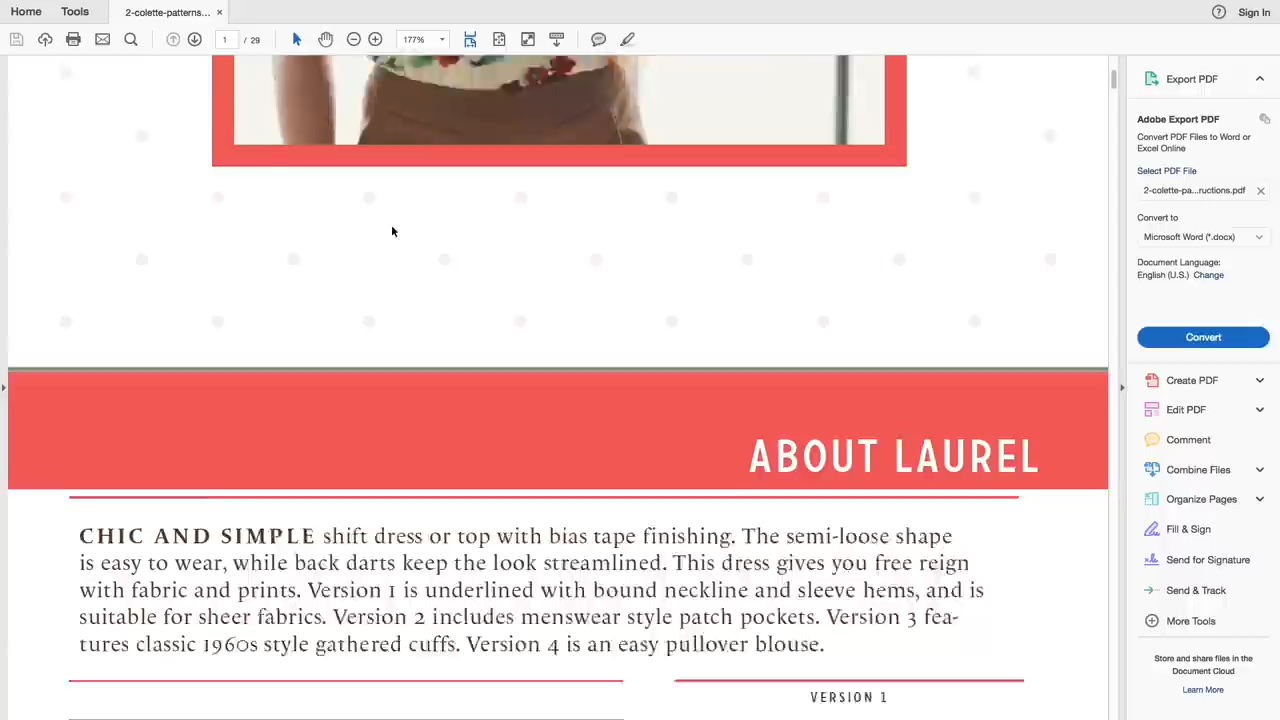 Home Tools 2-colette-patterns... × Sign In
1 / 29 177%
Export PDF
Adobe Export PDF
Convert PDF Files to Word or
Excel Online
Select PDF File
2-colette-pa...ructions.pdf
Convert to
Microsoft Word (*.docx)
Document Language:
English (U.S.) Change
Convert
Create PDF
Edit PDF
Comment
Combine Files
Organize Pages
Fill & Sign
Send for Signature
Send & Track
More Tools
Store and share files in the
Document Cloud
Learn More
ABOUT LAUREL
CHIC AND SIMPLE shift dress or top with bias tape finishing. The semi-loose shape
is easy to wear, while back darts keep the look streamlined. This dress gives you free reign
with fabric and prints. Version 1 is underlined with bound neckline and sleeve hems, and is
suitable for sheer fabrics. Version 2 includes menswear style patch pockets. Version 3 fea-
tures classic 1960s style gathered cuffs. Version 4 is an easy pullover blouse.
VERSION 1